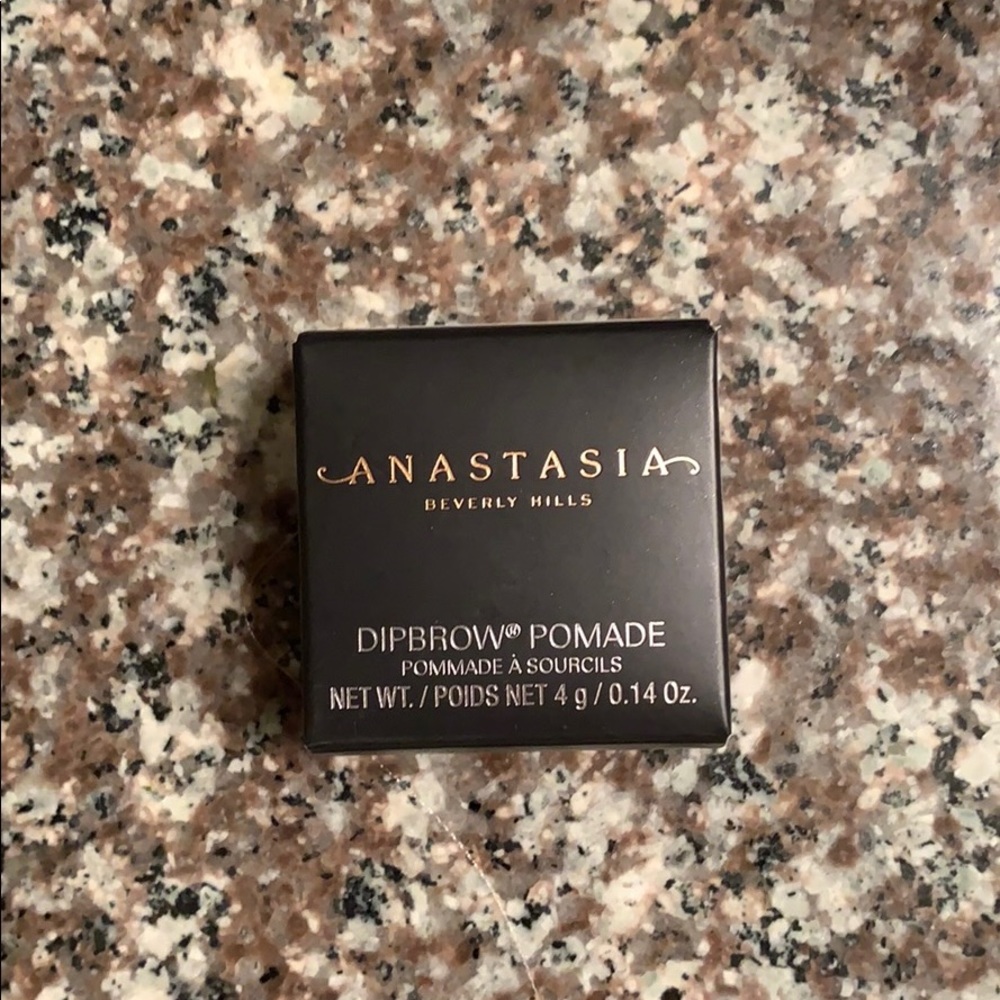 ANASTASIA
BEVERLY HILLS
DIPBROW® POMADE
POMMADE À SOURCILS
NET WT. / POIDS NET 4 g / 0.14 Oz.